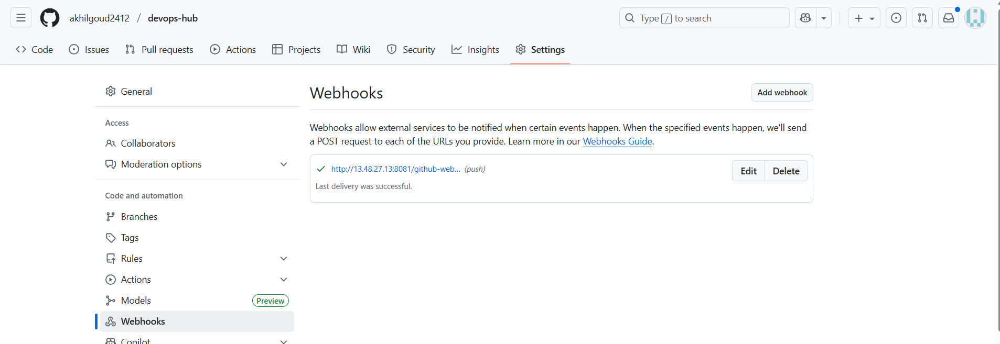 akhilgoud2412 / devops-hub
Type / to search
Code Issues Pull requests Actions Projects Wiki Security Insights Settings
General
Access
Collaborators
Moderation options
Code and automation
Branches
Tags
Rules
Actions
Models Preview
Webhooks
Copilot
Webhooks
Add webhook
Webhooks allow external services to be notified when certain events happen. When the specified events happen, we'll send
a POST request to each of the URLs you provide. Learn more in our Webhooks Guide.
http://13.48.27.13:8081/github-web... (push)
Edit Delete
Last delivery was successful.